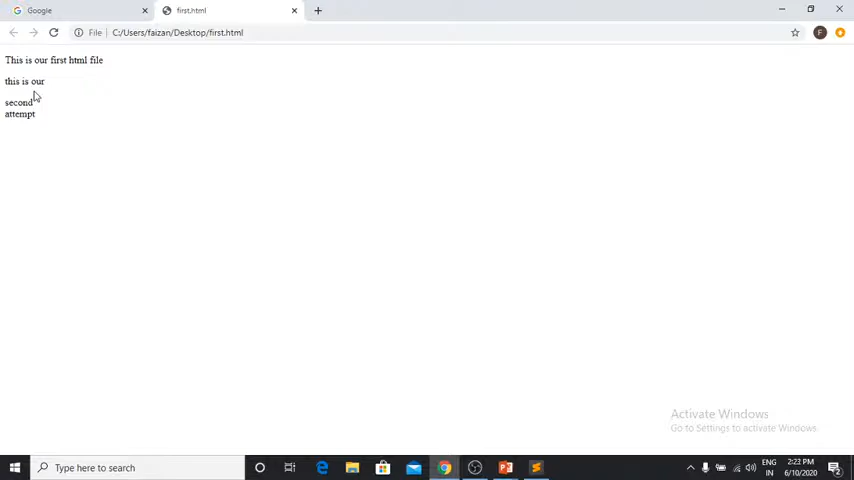 Google
first.html
File
C:/Users/faizan/Desktop/first.html
F
This is our first html file
this is our
second
attempt
Activate Windows
Go to Settings to activate Windows.
Type here to search
ENG
IN
2:23 PM
6/10/2020
2